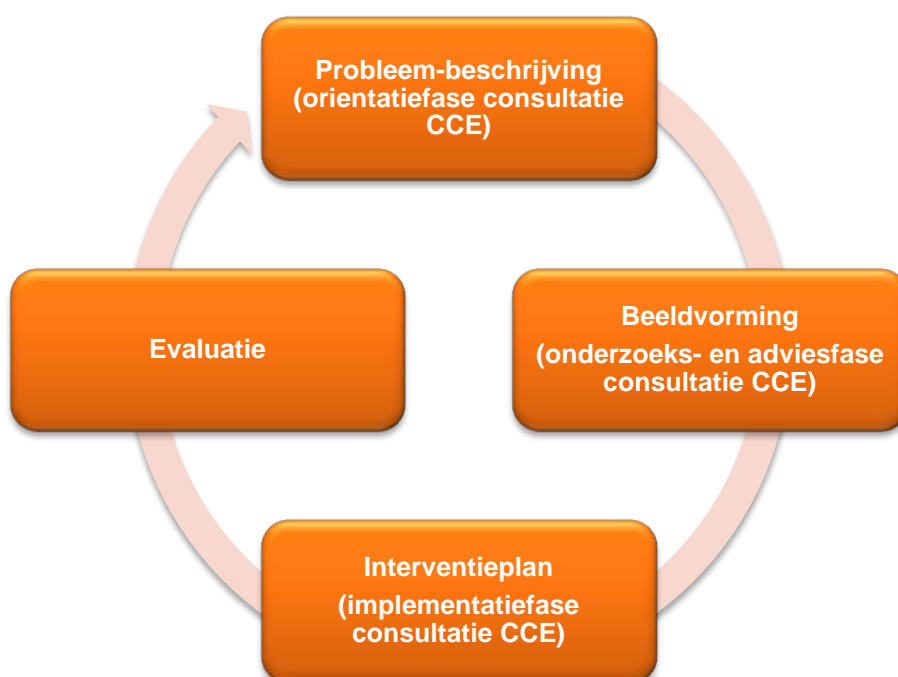 Probleem-beschrijving
(orientatiefase consultatie
CCE)
Beeldvorming
(onderzoeks- en adviesfase
consultatie CCE)
Interventieplan
(implementatiefase
consultatie CCE)
Evaluatie